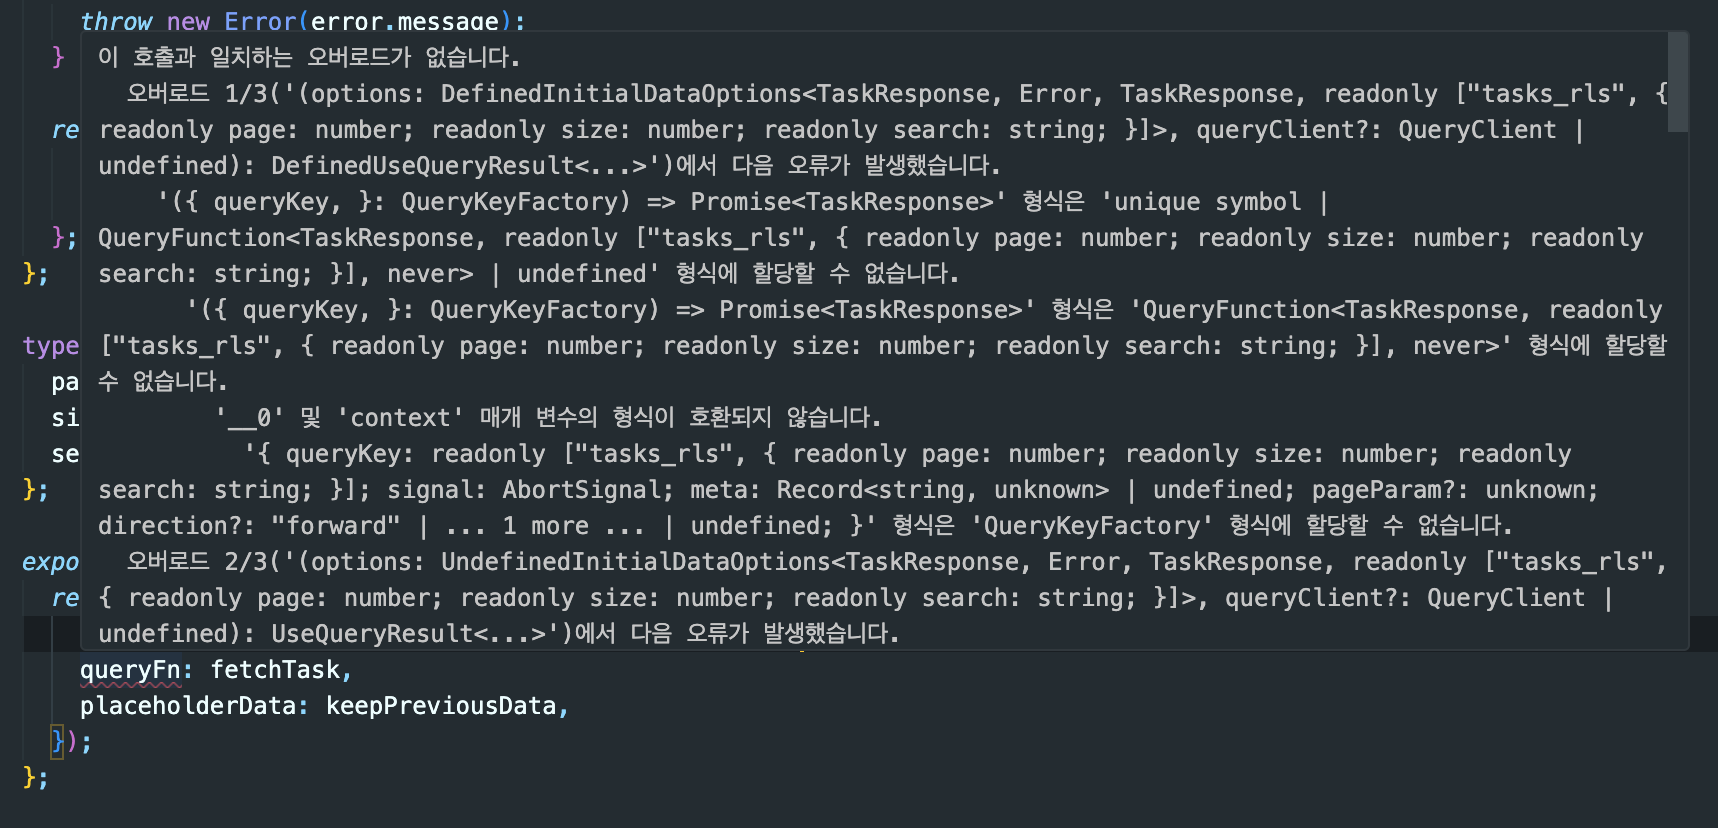 throw new Error(error.message);
} 이 호출과 일치하는 오버로드가 없습니다.
오버로드 1/3('(options: DefinedInitialDataOptions<TaskResponse, Error, TaskResponse, readonly ["tasks_rls", {
re readonly page: number; readonly size: number; readonly search: string; }]>, queryClient?: QueryClient |
undefined): DefinedUseQueryResult<...>')에서 다음 오류가 발생했습니다.
'({ queryKey, }: QueryKeyFactory) => Promise<TaskResponse>' 형식은 'unique symbol |
}; QueryFunction<TaskResponse, readonly ["tasks_rls", { readonly page: number; readonly size: number; readonly
}; search: string; }], never> | undefined' 형식에 할당할 수 없습니다.
'({ queryKey, }: QueryKeyFactory) => Promise<TaskResponse>' 형식은 'QueryFunction<TaskResponse, readonly
type ["tasks_rls", { readonly page: number; readonly size: number; readonly search: string; }], never>' 형식에 할당할
pa 수 없습니다.
si '__0' 및 'context' 매개 변수의 형식이 호환되지 않습니다.
se '{ queryKey: readonly ["tasks_rls", { readonly page: number; readonly size: number; readonly
}; search: string; }]; signal: AbortSignal; meta: Record<string, unknown> | undefined; pageParam?: unknown;
direction?: "forward" | ... 1 more ... | undefined; }' 형식은 'QueryKeyFactory' 형식에 할당할 수 없습니다.
expo 오버로드 2/3('(options: UndefinedInitialDataOptions<TaskResponse, Error, TaskResponse, readonly ["tasks_rls",
re { readonly page: number; readonly size: number; readonly search: string; }]>, queryClient?: QueryClient |
undefined): UseQueryResult<...>')에서 다음 오류가 발생했습니다.
queryFn: fetchTask,
placeholderData: keepPreviousData,
});
};